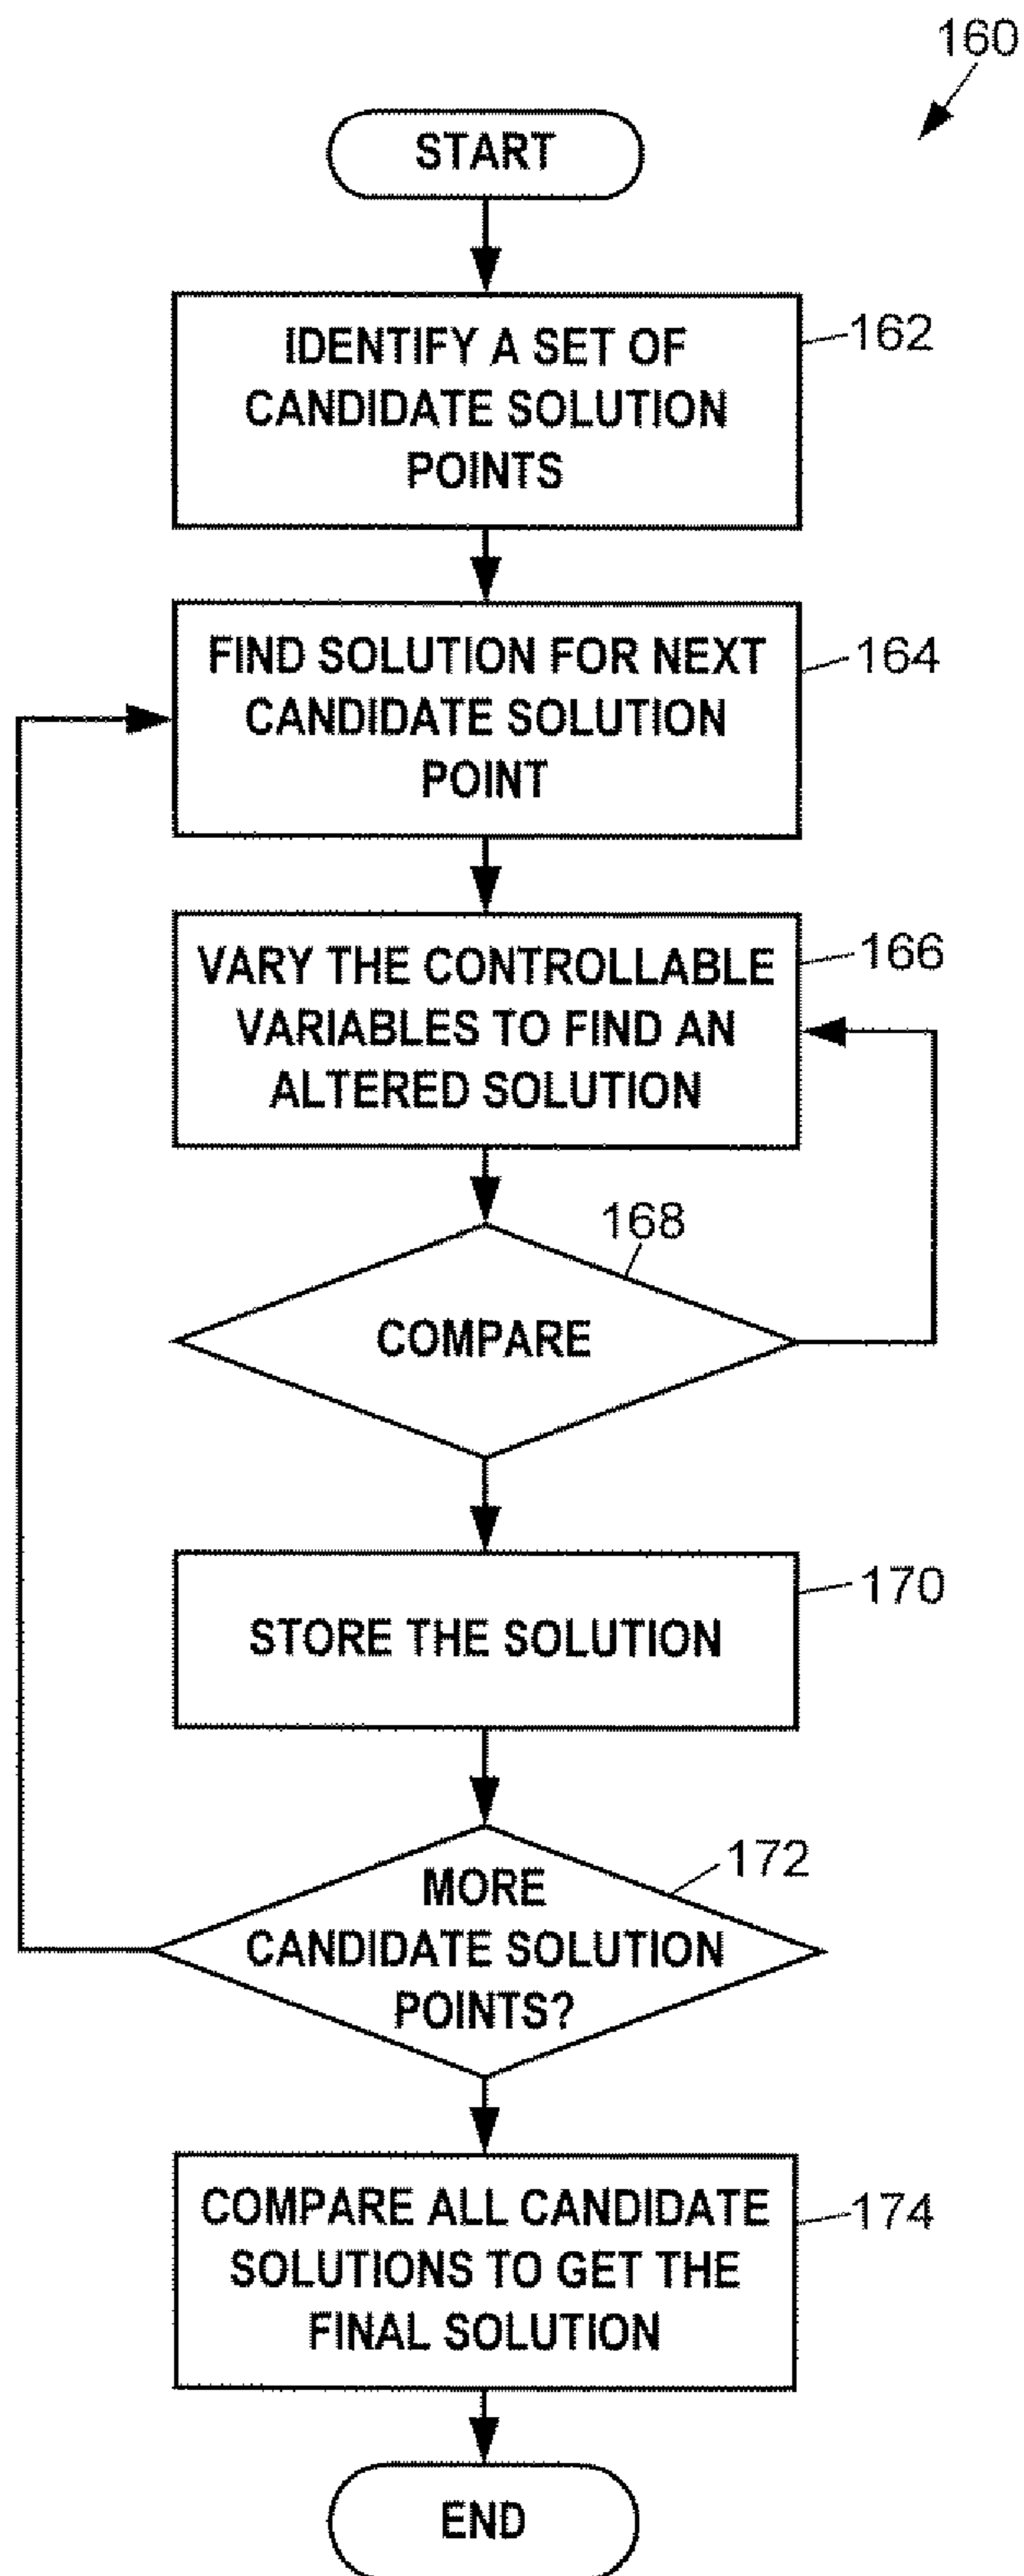 160
START
IDENTIFY A SET OF
CANDIDATE SOLUTION
POINTS
162
FIND SOLUTION FOR NEXT
CANDIDATE SOLUTION
POINT
164
VARY THE CONTROLLABLE
VARIABLES TO FIND AN
ALTERED SOLUTION
166
168
COMPARE
STORE THE SOLUTION
170
MORE
CANDIDATE SOLUTION
POINTS?
172
COMPARE ALL CANDIDATE
SOLUTIONS TO GET THE
FINAL SOLUTION
174
END